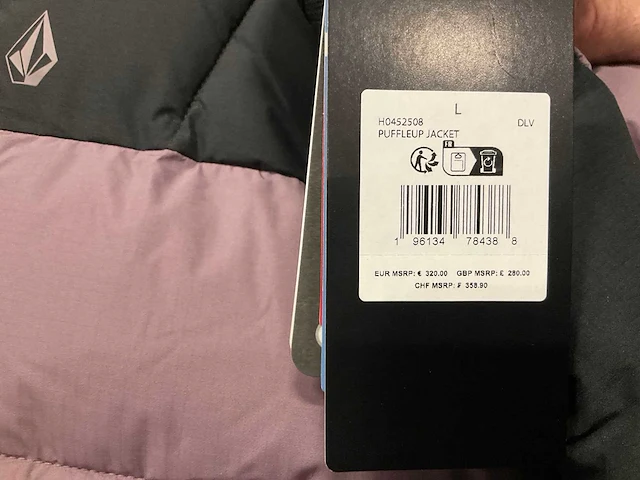 L
H0452508 DLV
PUFFLEUP JACKET
FR
1 96134 78438 8
EUR MSRP: € 320.00 GBP MSRP: £ 280.00
CHF MSRP: ₣ 358.90